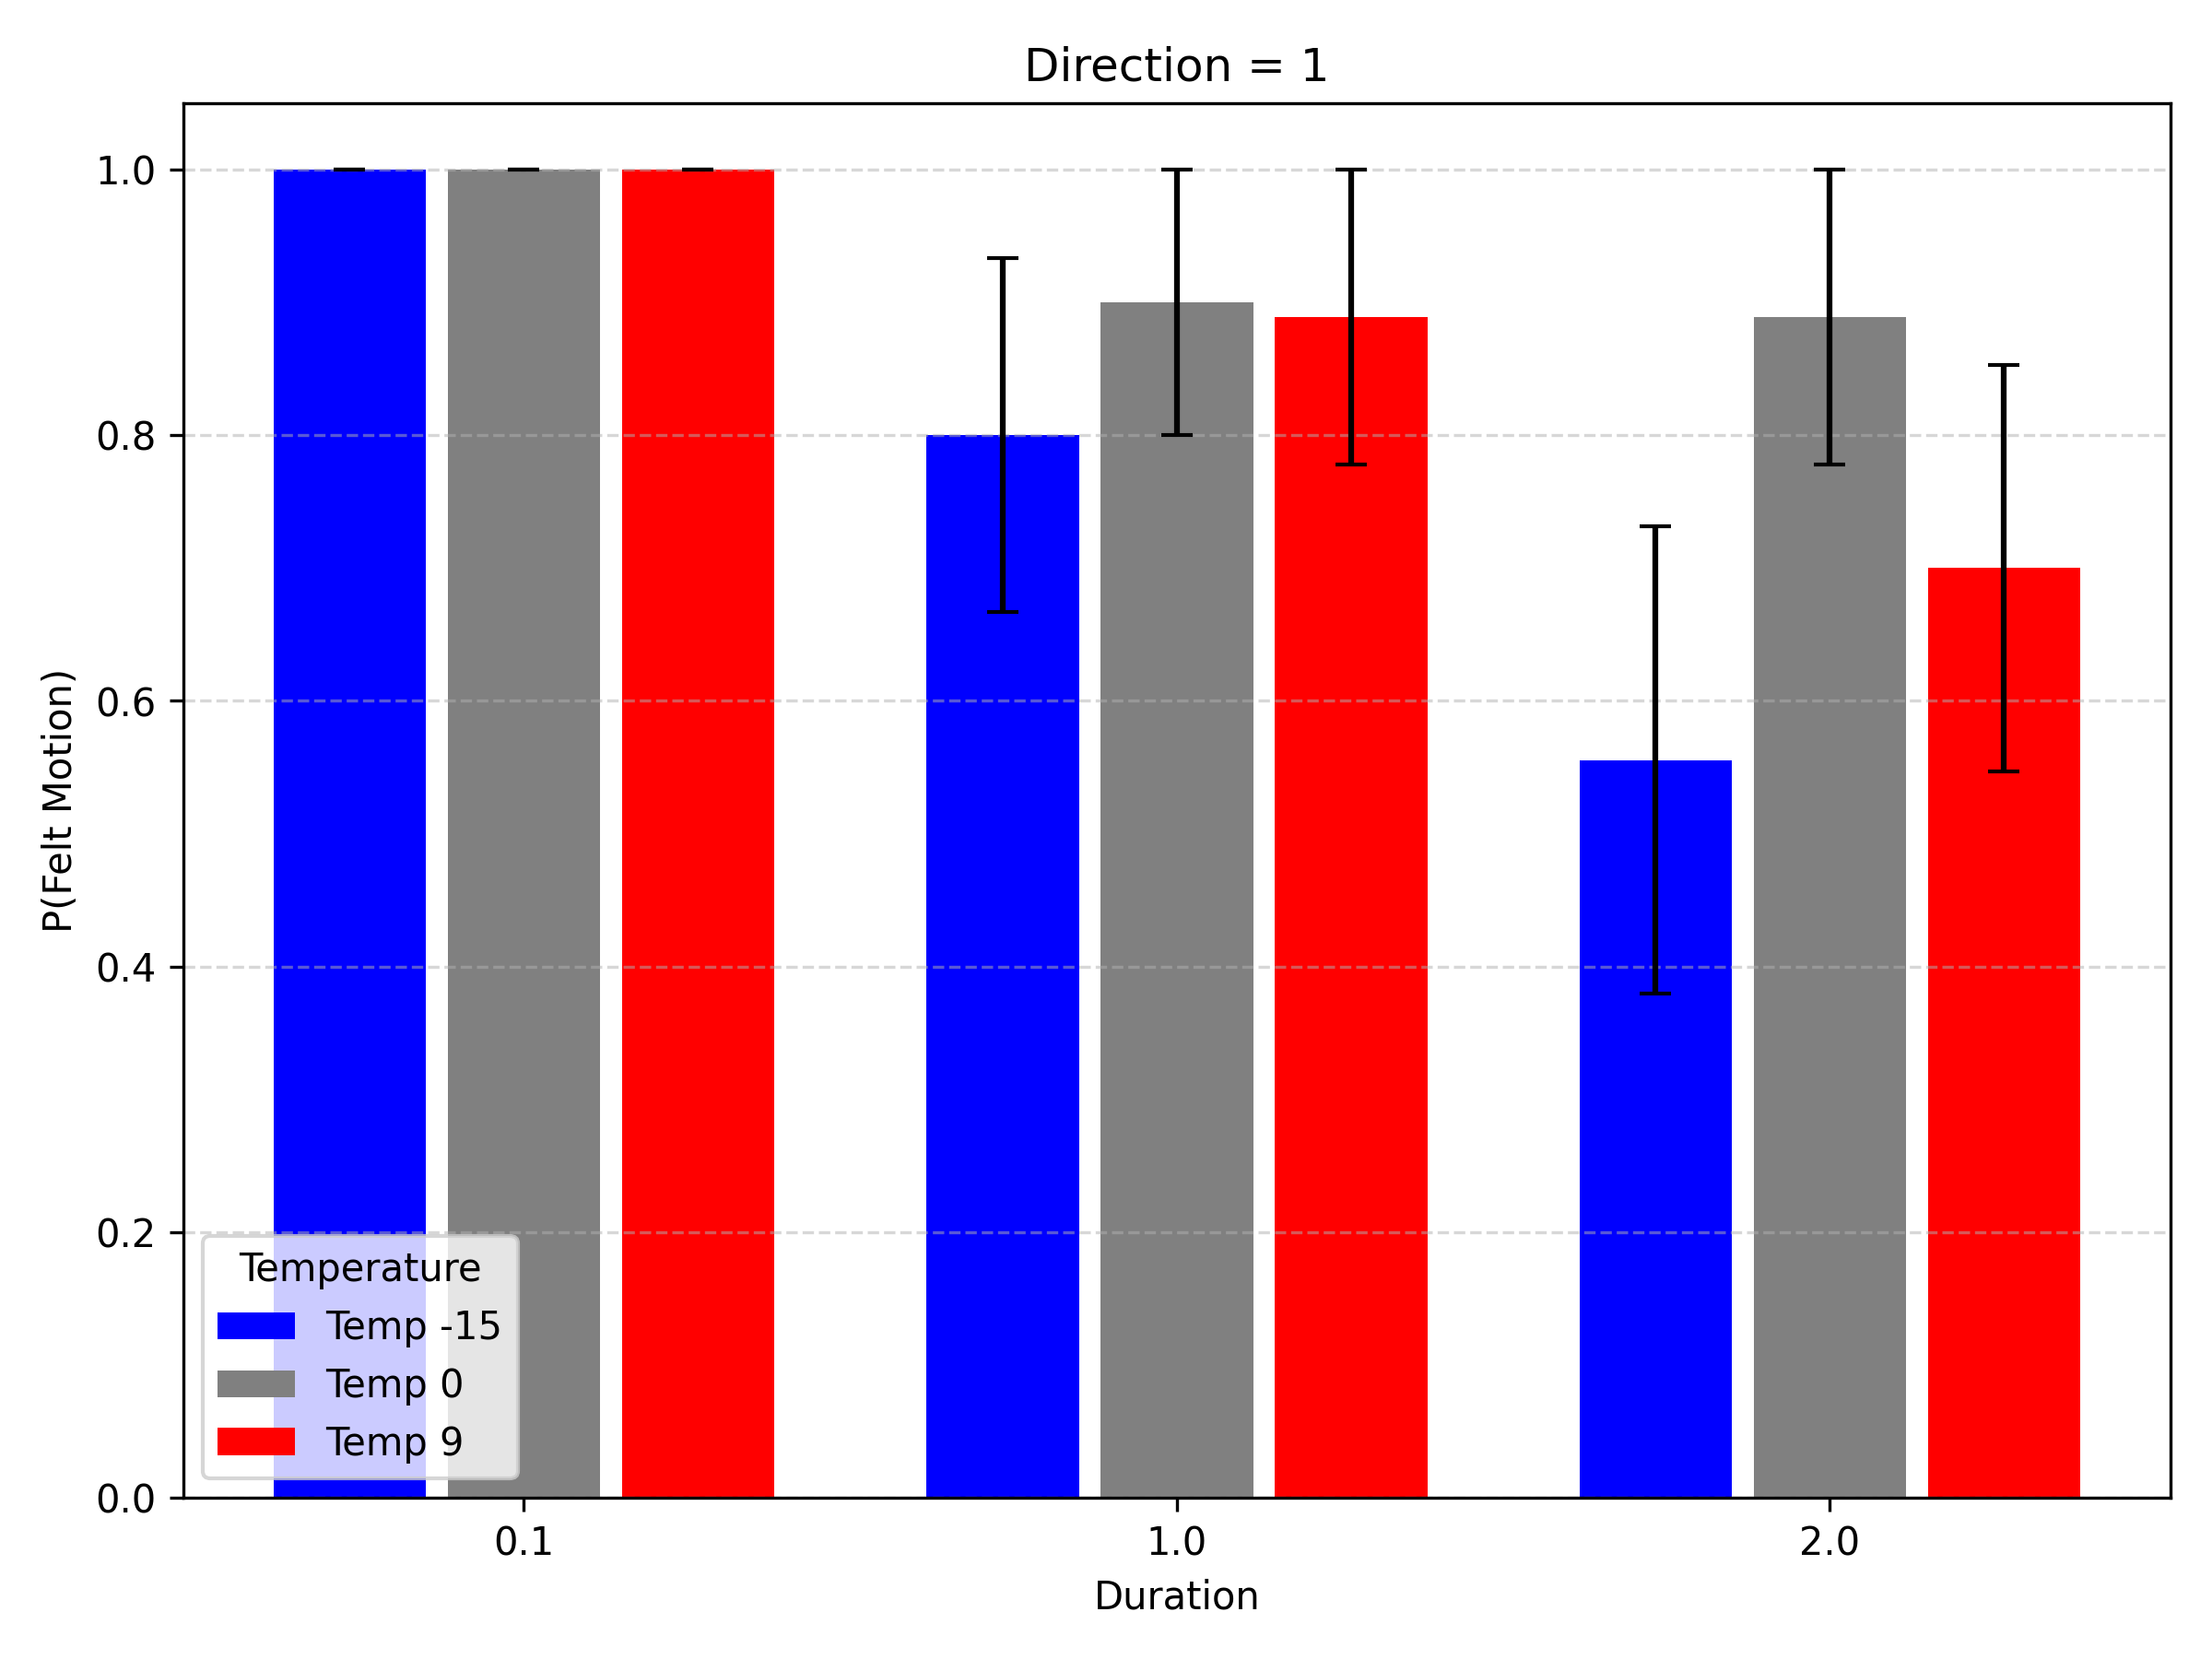 Direction = 1
P(Felt Motion)
1.0
0.8
0.6
0.4
0.2
0.0
Temperature
Temp -15
Temp 0
Temp 9
0.1 1.0 2.0
Duration